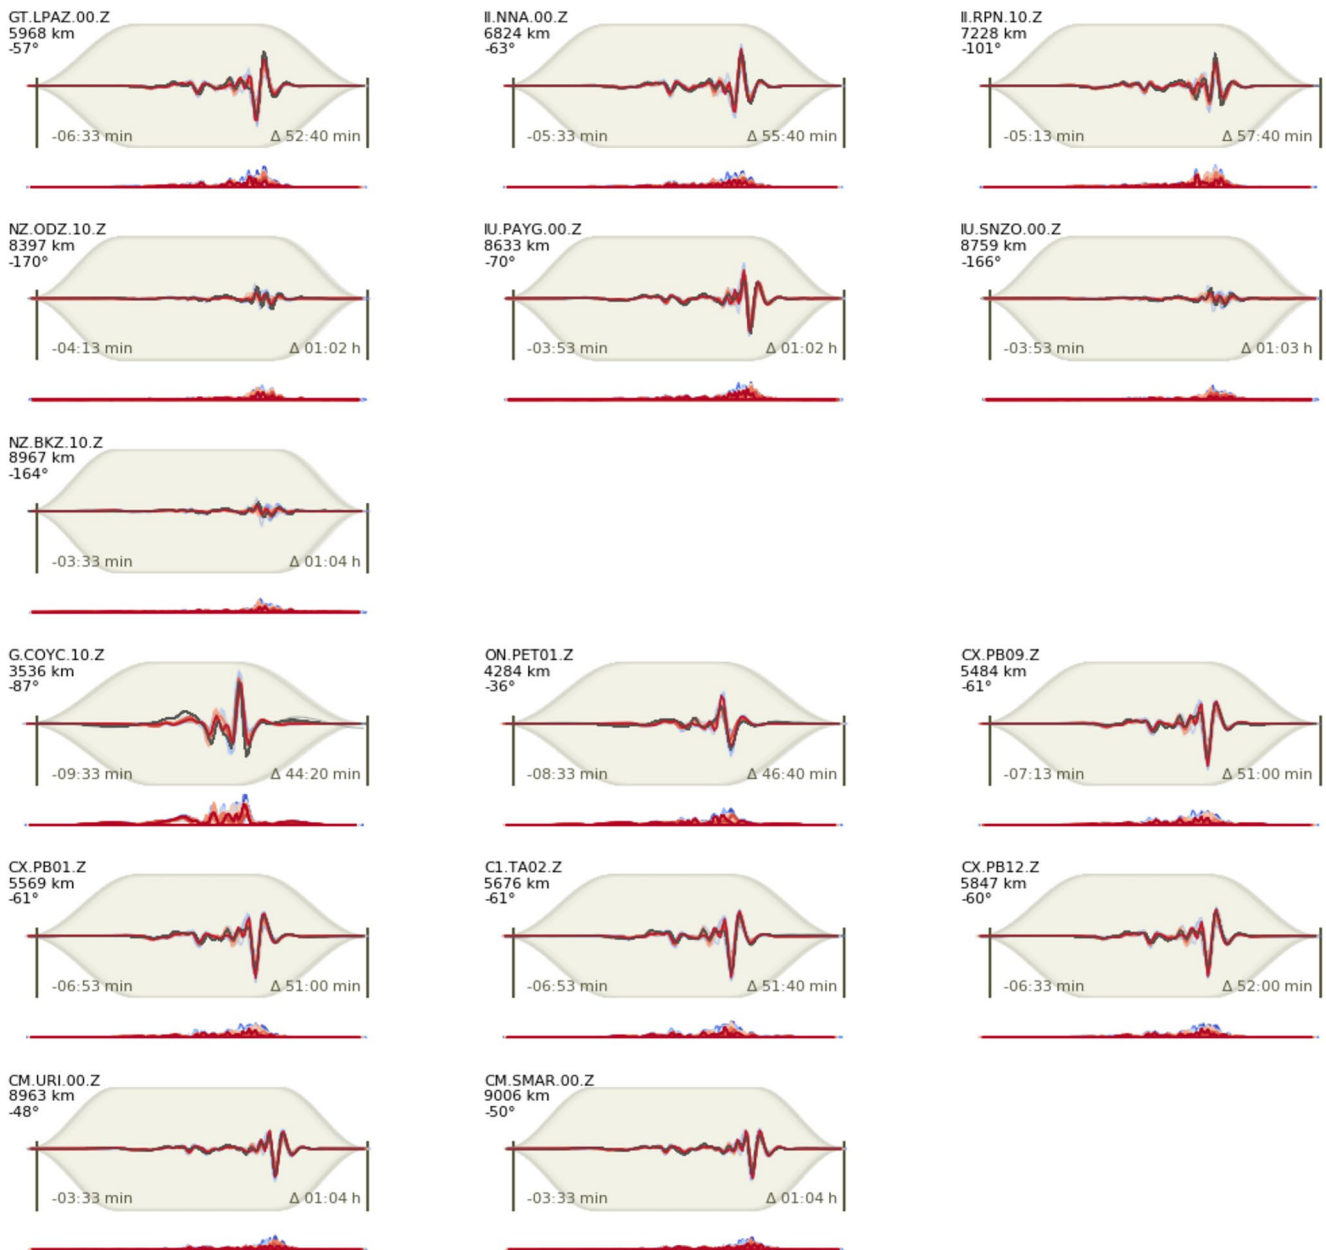 GT.LPAZ.00.Z
5968 km
-57°
-06:33 min
Δ 52:40 min
II.NNA.00.Z
6824 km
-63°
-05:33 min
Δ 55:40 min
II.RPN.10.Z
7228 km
-101°
-05:13 min
Δ 57:40 min
NZ.ODZ.10.Z
8397 km
-170°
-04:13 min
Δ 01:02 h
IU.PAYG.00.Z
8633 km
-70°
-03:53 min
Δ 01:02 h
IU.SNZO.00.Z
8759 km
-166°
-03:53 min
Δ 01:03 h
NZ.BKZ.10.Z
8967 km
-164°
-03:33 min
Δ 01:04 h
G.COYC.10.Z
3536 km
-87°
-09:33 min
Δ 44:20 min
ON.PET01.Z
4284 km
-36°
-08:33 min
Δ 46:40 min
CX.PB09.Z
5484 km
-61°
-07:13 min
Δ 51:00 min
CX.PB01.Z
5569 km
-61°
-06:53 min
Δ 51:00 min
C1.TA02.Z
5676 km
-61°
-06:53 min
Δ 51:40 min
CX.PB12.Z
5847 km
-60°
-06:33 min
Δ 52:00 min
CM.URI.00.Z
8963 km
-48°
-03:33 min
Δ 01:04 h
CM.SMAR.00.Z
9006 km
-50°
-03:33 min
Δ 01:04 h